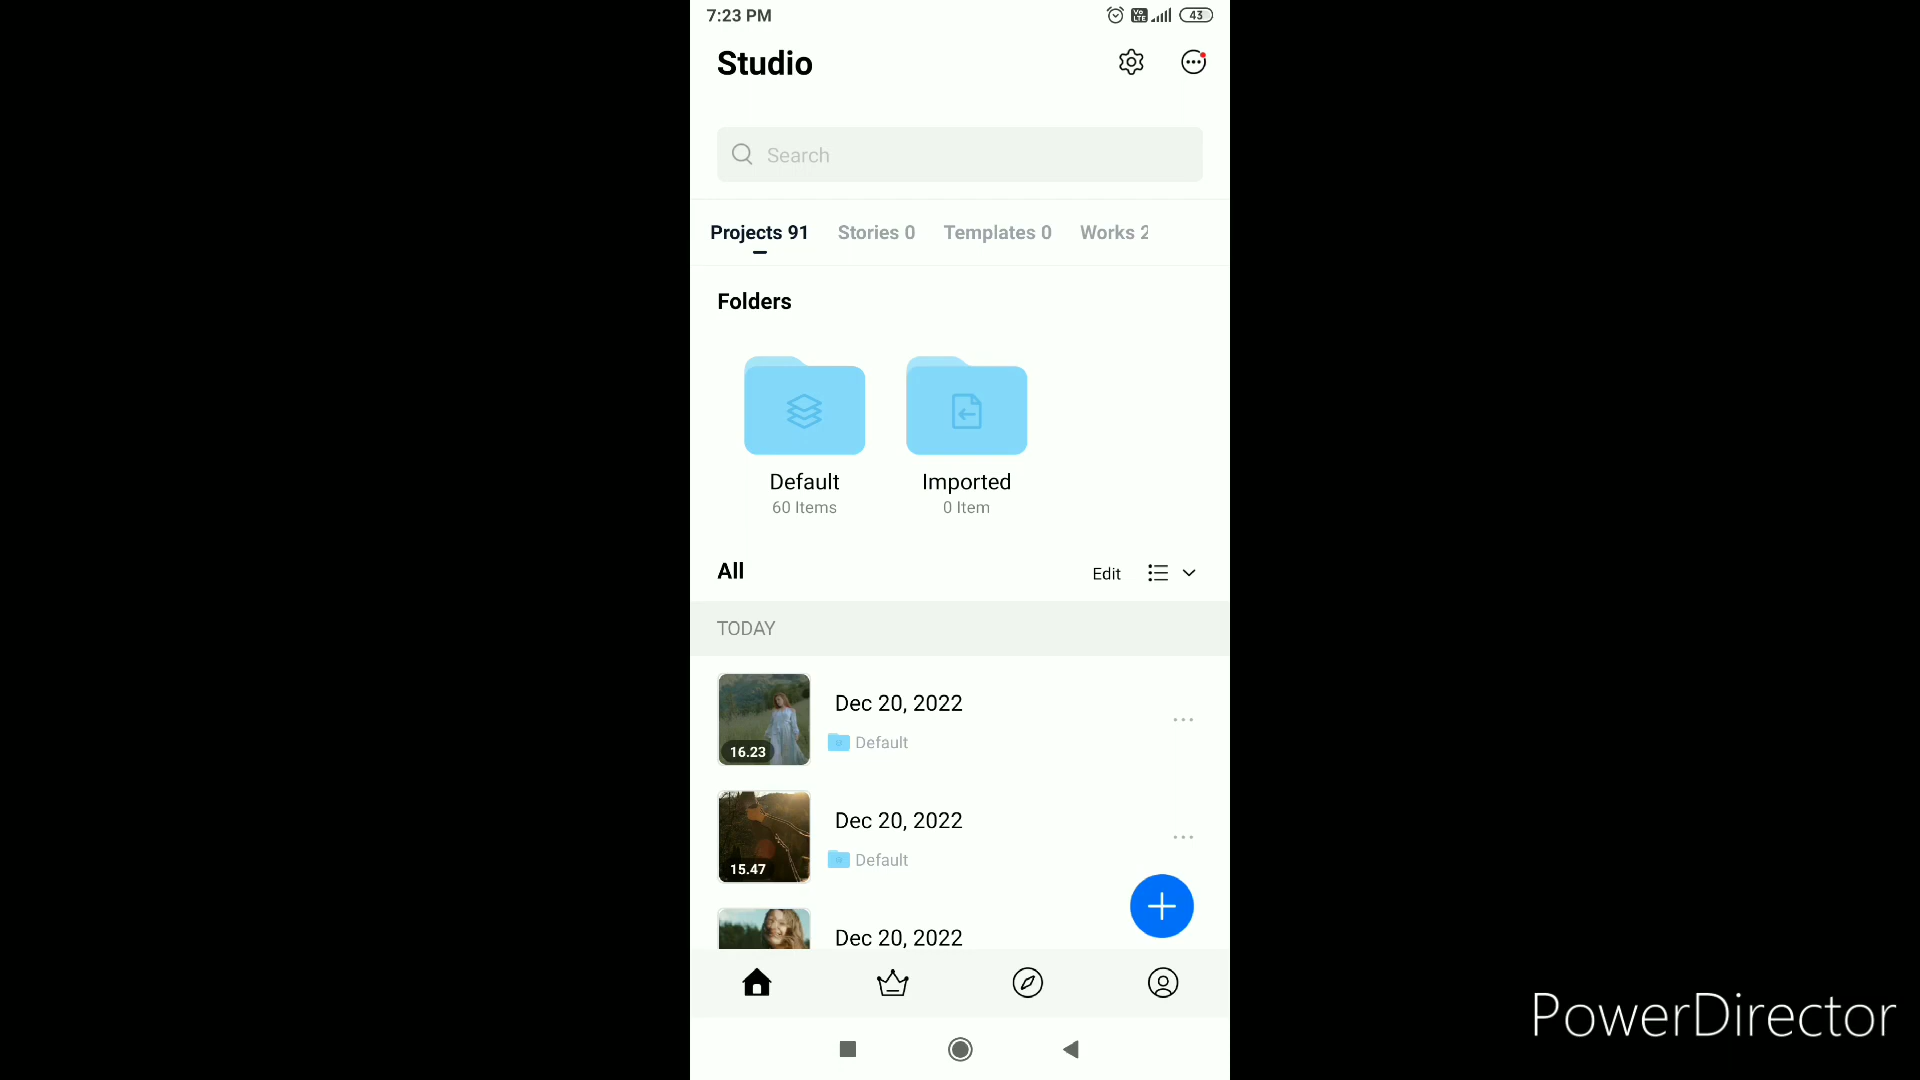 7:23 PM
Vo LTE
43
Studio
Search
Projects 91
Stories 0
Templates 0
Works 2
Folders
Default
60 Items
Imported
0 Item
All
Edit
TODAY
Dec 20, 2022
16.23
Default
Dec 20, 2022
15.47
Default
Dec 20, 2022
PowerDirector